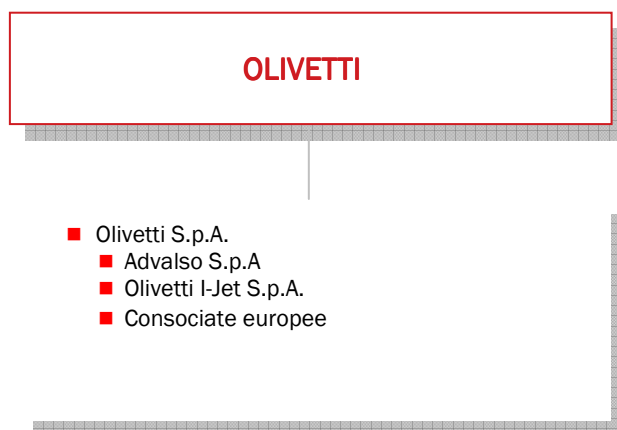 OLIVETTI
Olivetti S.p.A.
Advalso S.p.A
Olivetti I-Jet S.p.A.
Consociate europee